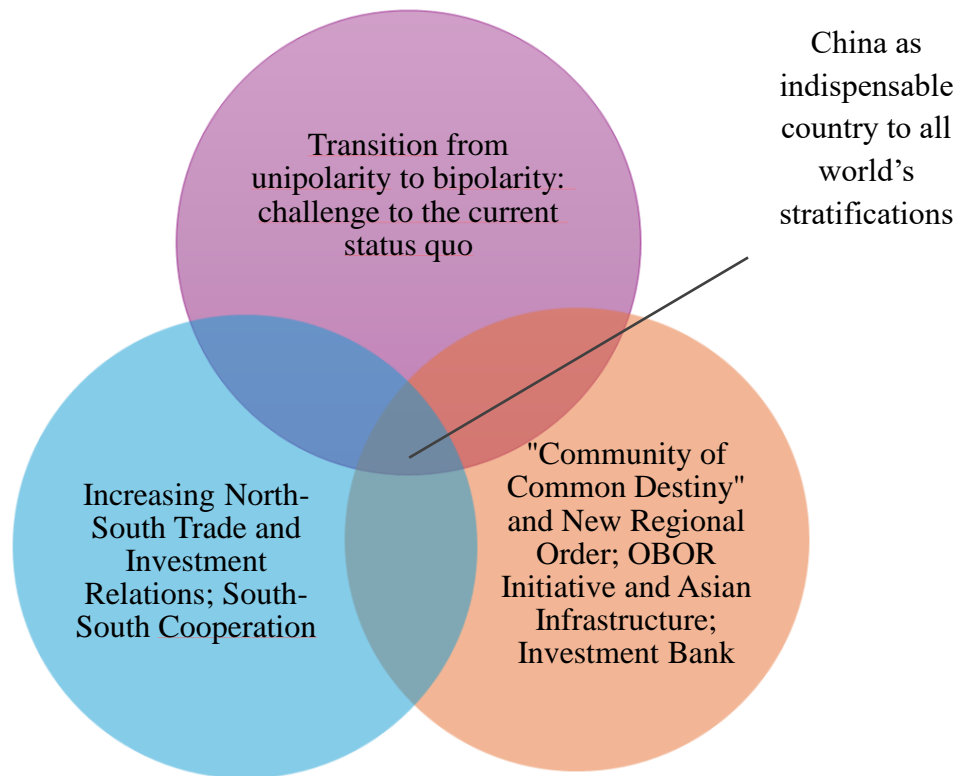 China as
indispensable
country to all
world’s
stratifications
Transition from
unipolarity to bipolarity:
challenge to the current
status quo
Increasing North-
South Trade and
Investment
Relations; South-
South Cooperation
"Community of
Common Destiny"
and New Regional
Order; OBOR
Initiative and Asian
Infrastructure;
Investment Bank